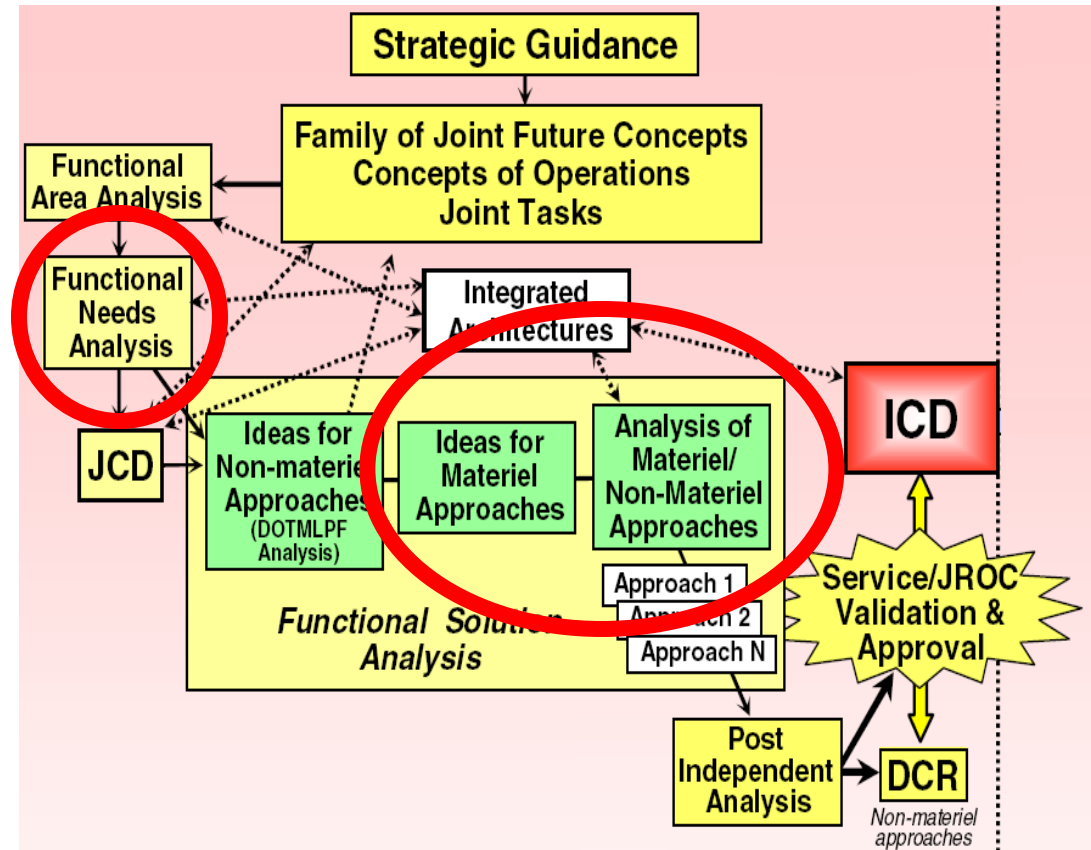 Strategic Guidance
Family of Joint Future Concepts
Concepts of Operations
Joint Tasks
Functional
Area Analysis
Functional
Needs
Analysis
Integrated
Architectures
JCD
Ideas for
Non-materiel
Approaches
(DOTMLPF
Analysis)
Ideas for
Materiel
Approaches
Analysis of
Materiel/
Non-Materiel
Approaches
ICD
Approach 1
Approach 2
Approach N
Functional Solution
Analysis
Service/JROC
Validation &
Approval
Post
Independent
Analysis
DCR
Non-materiel
approaches